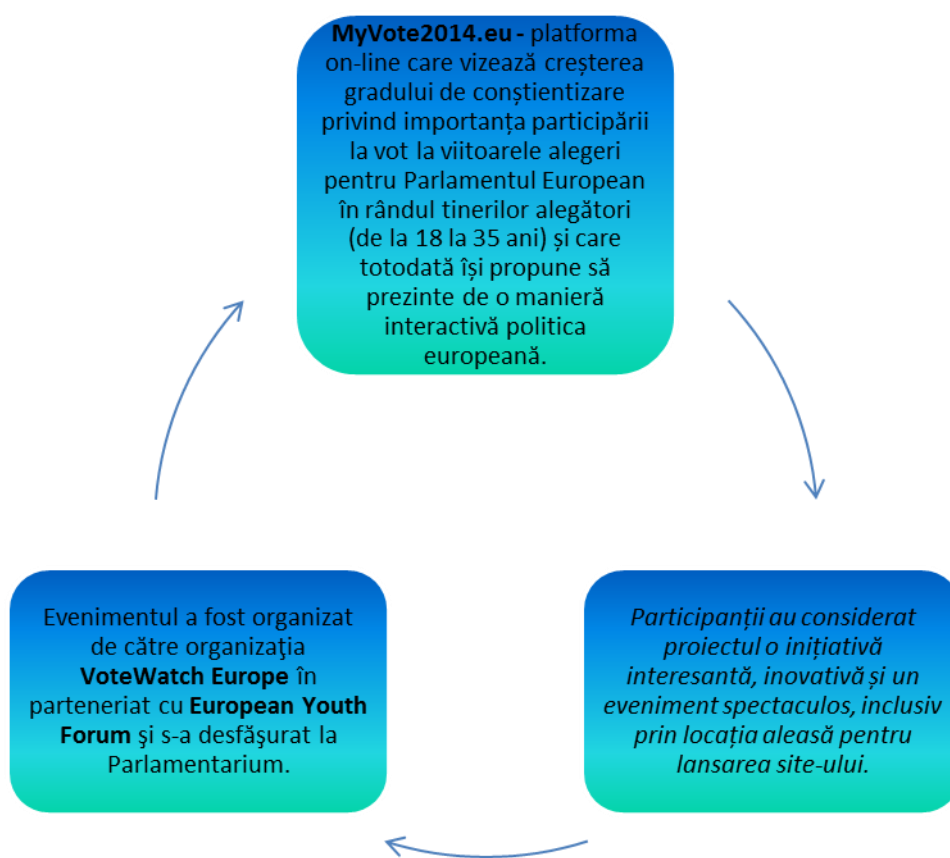 MyVote2014.eu - platforma
on-line care vizează creșterea
gradului de conștientizare
privind importanța participării
la vot la viitoarele alegeri
pentru Parlamentul European
în rândul tinerilor alegători
(de la 18 la 35 ani) și care
totodată își propune să
prezinte de o manieră
interactivă politica
europeană.
Participanții au considerat
proiectul o inițiativă
interesantă, inovativă și un
eveniment spectaculos, inclusiv
prin locația aleasă pentru
lansarea site-ului.
Evenimentul a fost organizat
de către organizaţia
VoteWatch Europe în
parteneriat cu European Youth
Forum şi s-a desfăşurat la
Parlamentarium.